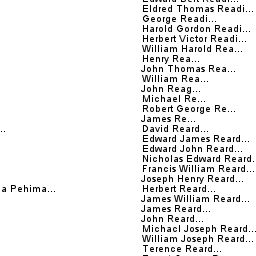 Eldred Thomas Readi...
George Readi...
Harold Gordon Readi...
Herbert Victor Readi...
William Harold Rea...
Henry Rea...
John Thomas Rea...
William Rea...
John Reag...
Michael Re...
Robert George Re...
James Re...
...
David Reard...
Edward James Reard...
Edward John Reard...
Nicholas Edward Reard.
Francis William Reard...
Joseph Henry Reard...
a Pehima...
Herbert Reard...
James William Reard...
James Reard...
John Reard...
Michael Joseph Reard...
William Joseph Reard...
Terence Reard...